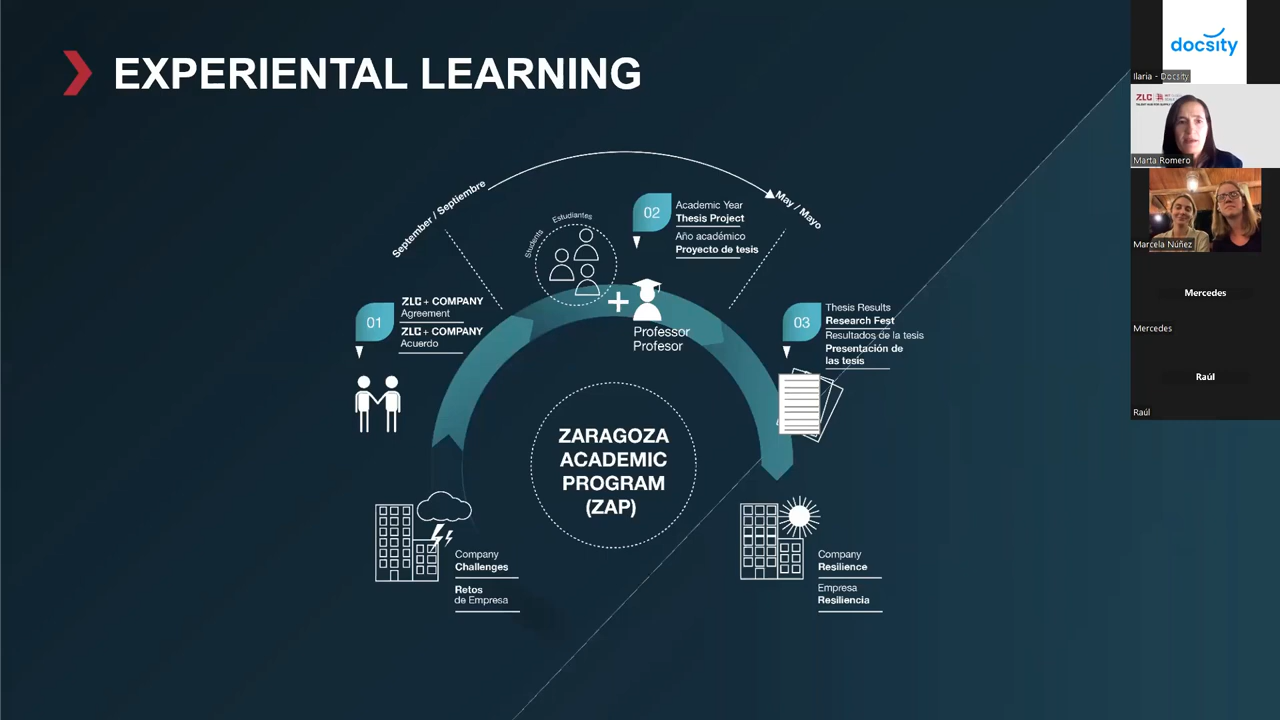 EXPERIENTAL LEARNING
September / Septiembre
May / Mayo
Students
Estudiantes
02
Academic Year
Thesis Project
Año académico
Proyecto de tesis
01
ZLC + COMPANY
Agreement
ZLC + COMPANY
Acuerdo
+
Professor
Profesor
03
Thesis Results
Research Fest
Resultados de la tesis
Presentación de
las tesis
ZARAGOZA
ACADEMIC
PROGRAM
(ZAP)
Company
Challenges
Retos
de Empresa
Company
Resilience
Empresa
Resiliencia
docsity
Ilaria - Docsity
ZLC
Marta Romero
Marcela Núñez
Mercedes
Mercedes
Raúl
Raúl